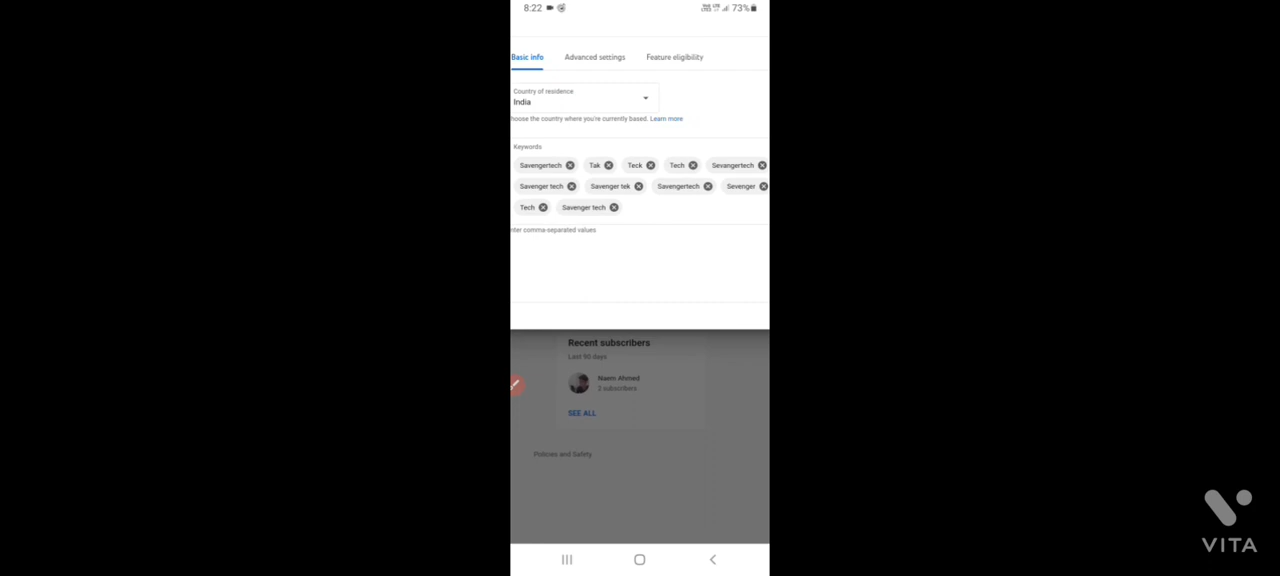 8:22 73%
Basic info Advanced settings Feature eligibility
Country of residence
India
hoose the country where you're currently based. Learn more
Keywords
Savengertech Tak Teck Tech Sevangertech
Savenger tech Savenger tek Savengertech Sevenger
Tech Savenger tech
nter comma-separated values
Recent subscribers
Last 90 days
Naem Ahmed
2 subscribers
SEE ALL
Policies and Safety
VITA